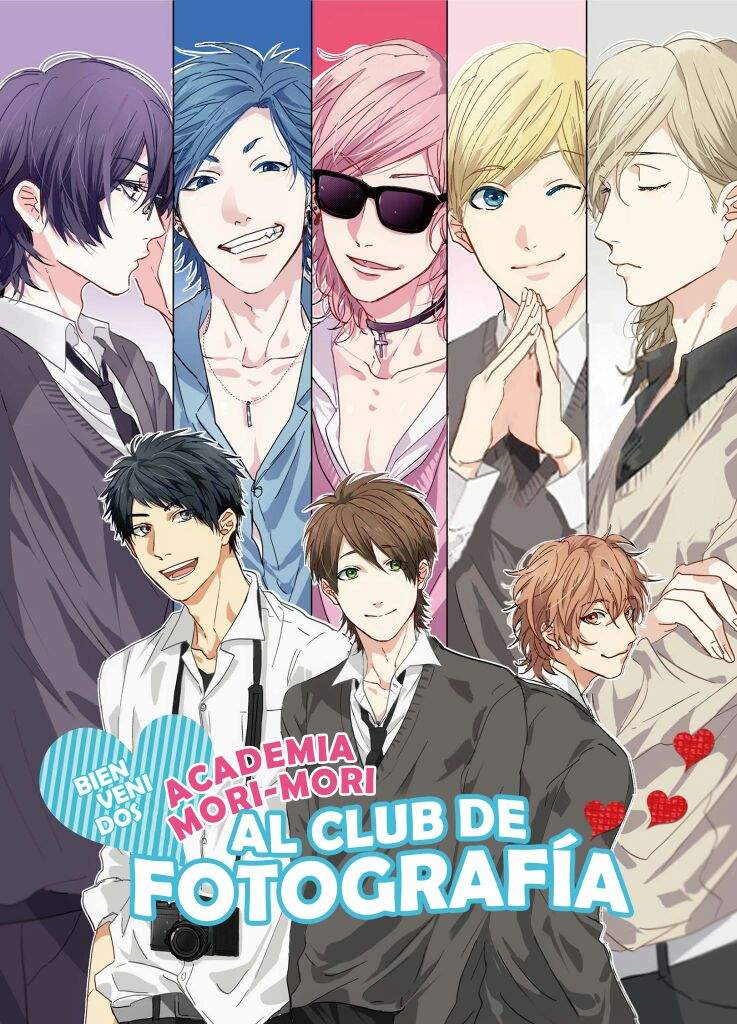 BIEN
VENI
DOS
ACADEMIA
MORI-MORI
AL CLUB DE
FOTOGRAFÍA